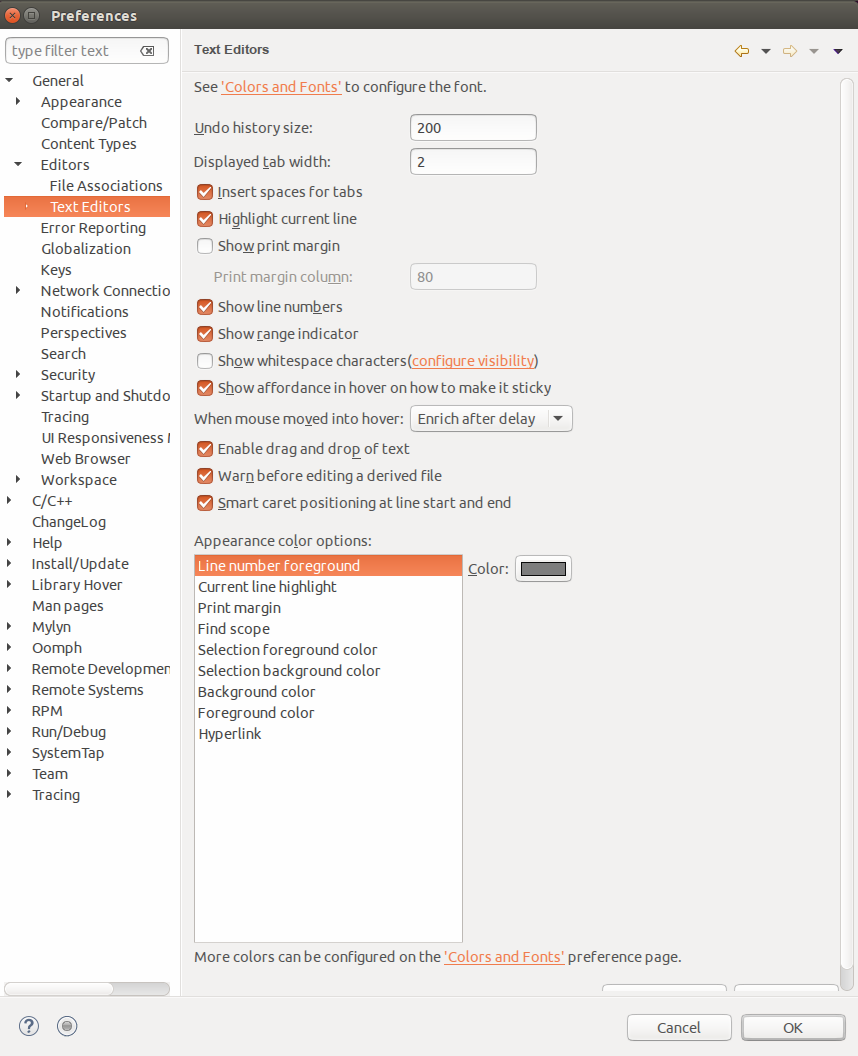 Preferences
type filter text
General
Appearance
Compare/Patch
Content Types
Editors
File Associations
Text Editors
Error Reporting
Globalization
Keys
Network Connectio
Notifications
Perspectives
Search
Security
Startup and Shutdo
Tracing
UI Responsiveness
Web Browser
Workspace
C/C++
ChangeLog
Help
Install/Update
Library Hover
Man pages
Mylyn
Oomph
Remote Developmen
Remote Systems
RPM
Run/Debug
SystemTap
Team
Tracing
Text Editors
See 'Colors and Fonts' to configure the font.
Undo history size: 200
Displayed tab width: 2
Insert spaces for tabs
Highlight current line
Show print margin
Print margin column: 80
Show line numbers
Show range indicator
Show whitespace characters(configure visibility)
Show affordance in hover on how to make it sticky
When mouse moved into hover: Enrich after delay
Enable drag and drop of text
Warn before editing a derived file
Smart caret positioning at line start and end
Appearance color options:
Line number foreground
Current line highlight
Print margin
Find scope
Selection foreground color
Selection background color
Background color
Foreground color
Hyperlink
Color:
More colors can be configured on the 'Colors and Fonts' preference page.
?
Cancel
OK